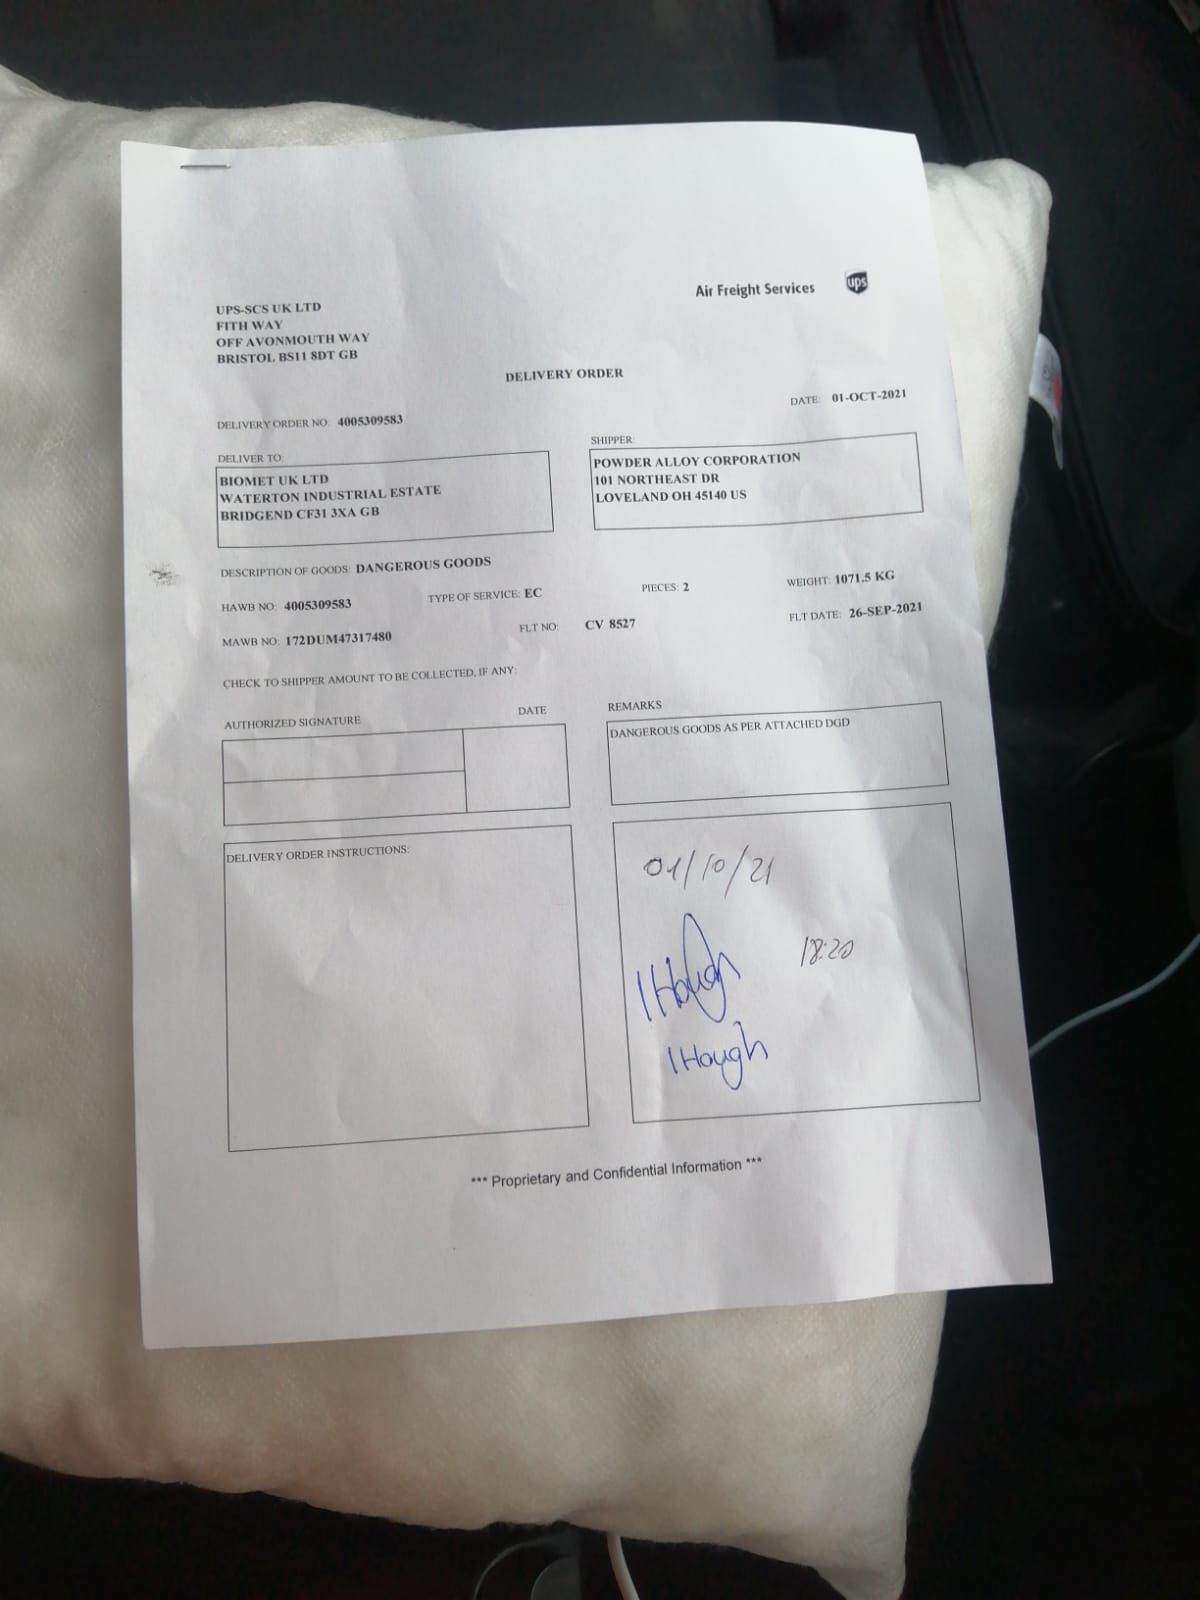 Air Freight Services ups
UPS-SCS UK LTD
FITH WAY
OFF AVONMOUTH WAY
BRISTOL BS11 8DT GB
DELIVERY ORDER
DELIVERY ORDER NO: 4005309583
DATE: 01-OCT-2021
DELIVER TO:
BIOMET UK LTD
WATERTON INDUSTRIAL ESTATE
BRIDGEND CF31 3XA GB
SHIPPER:
POWDER ALLOY CORPORATION
101 NORTHEAST DR
LOVELAND OH 45140 US
DESCRIPTION OF GOODS: DANGEROUS GOODS
HAWB NO: 4005309583 TYPE OF SERVICE: EC PIECES: 2 WEIGHT: 1071.5 KG
MAWB NO: 172DUM47317480 FLT NO: CV 8527 FLT DATE: 26-SEP-2021
CHECK TO SHIPPER AMOUNT TO BE COLLECTED, IF ANY:
AUTHORIZED SIGNATURE DATE
REMARKS
DANGEROUS GOODS AS PER ATTACHED DGD
DELIVERY ORDER INSTRUCTIONS:
01/10/21
18:20
I Hough
I Hough
*** Proprietary and Confidential Information ***